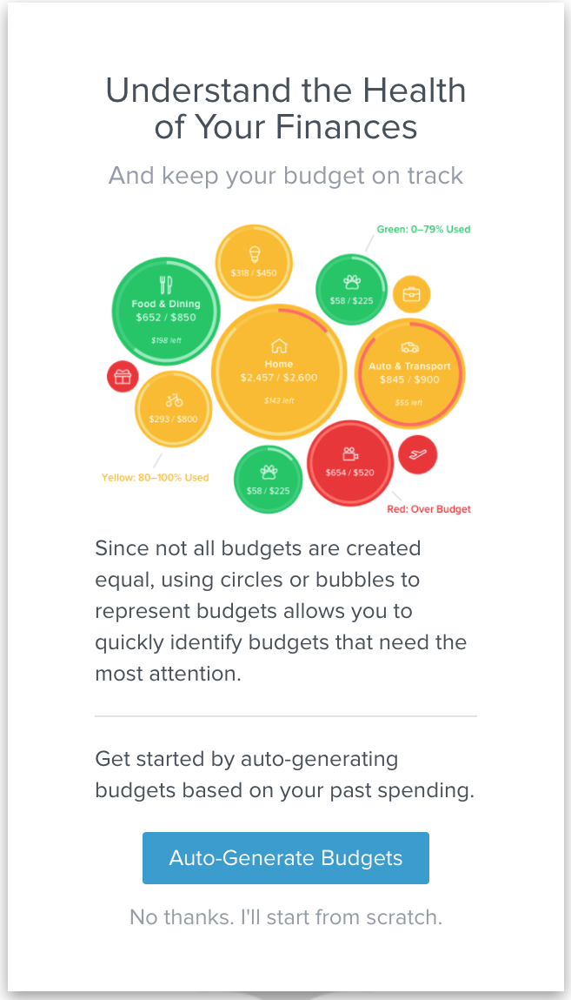 Understand the Health
of Your Finances
And keep your budget on track
Green: 0–79% Used
$318 / $450
Food & Dining
$652 / $850
$198 left
$58 / $225
Home
$2,457 / $2,600
$143 left
Auto & Transport
$845 / $900
$55 left
$293 / $800
Yellow: 80–100% Used
$58 / $225
$654 / $520
Red: Over Budget
Since not all budgets are created
equal, using circles or bubbles to
represent budgets allows you to
quickly identify budgets that need the
most attention.
Get started by auto-generating
budgets based on your past spending.
Auto-Generate Budgets
No thanks. I'll start from scratch.